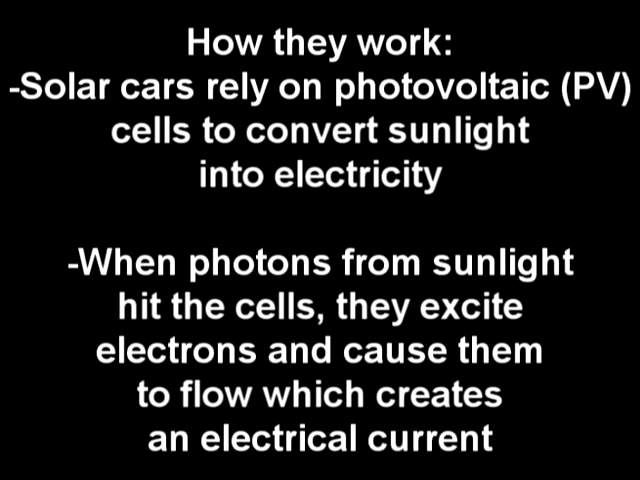 How they work:
-Solar cars rely on photovoltaic (PV)
cells to convert sunlight
into electricity
-When photons from sunlight
hit the cells, they excite
electrons and cause them
to flow which creates
an electrical current